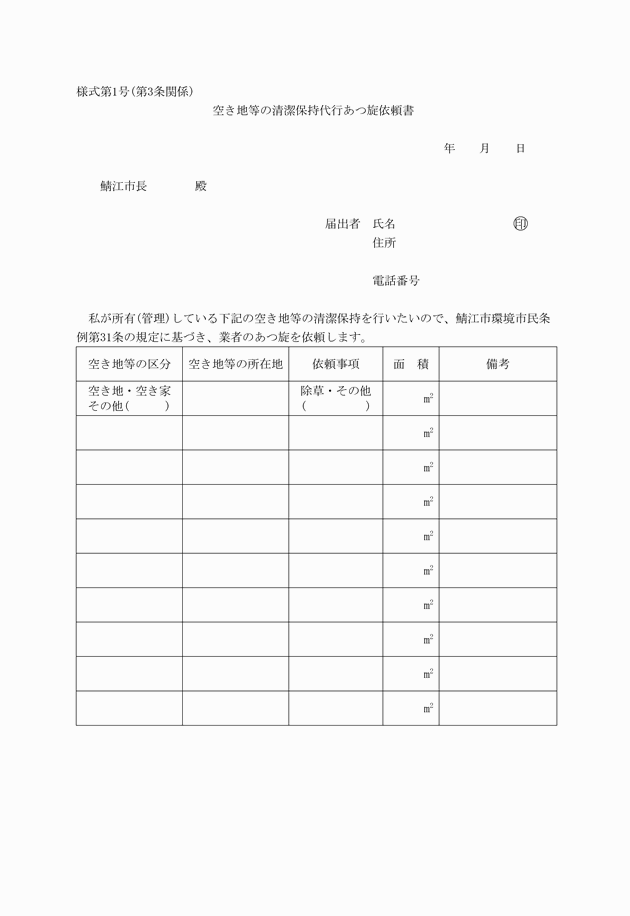 様式第1号(第3条関係)
空き地等の清潔保持代行あつ旋依頼書
年　　月　　日
鯖江市長　　　　殿
届出者　氏名　　　　　　　　　　㊞
住所
電話番号
私が所有(管理)している下記の空き地等の清潔保持を行いたいので、鯖江市環境市民条
例第31条の規定に基づき、業者のあつ旋を依頼します。
空き地等の区分　空き地等の所在地　依頼事項　面　積　備考
空き地・空き家　除草・その他
その他(　　　)　(　　　　　)　㎡
㎡
㎡
㎡
㎡
㎡
㎡
㎡
㎡
㎡